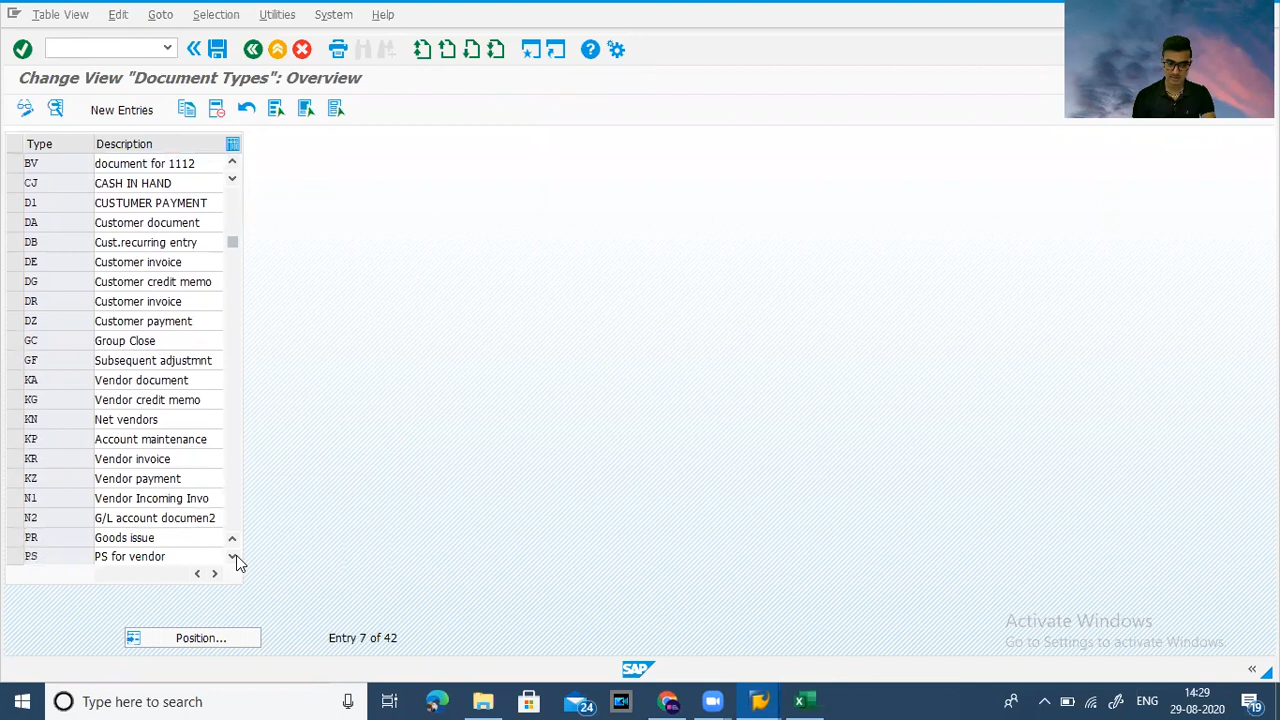 Table View Edit Goto Selection Utilities System Help
Change View "Document Types": Overview
New Entries
Type Description
BV document for 1112
CJ CASH IN HAND
D1 CUSTUMER PAYMENT
DA Customer document
DB Cust.recurring entry
DE Customer invoice
DG Customer credit memo
DR Customer invoice
DZ Customer payment
GC Group Close
GF Subsequent adjustmnt
KA Vendor document
KG Vendor credit memo
KN Net vendors
KP Account maintenance
KR Vendor invoice
KZ Vendor payment
N1 Vendor Incoming Invo
N2 G/L account documen2
PR Goods issue
PS PS for vendor
Activate Windows
Go to Settings to activate Windows.
Position... Entry 7 of 42
SAP
Type here to search
24
ENG
14:29
29-08-2020
19